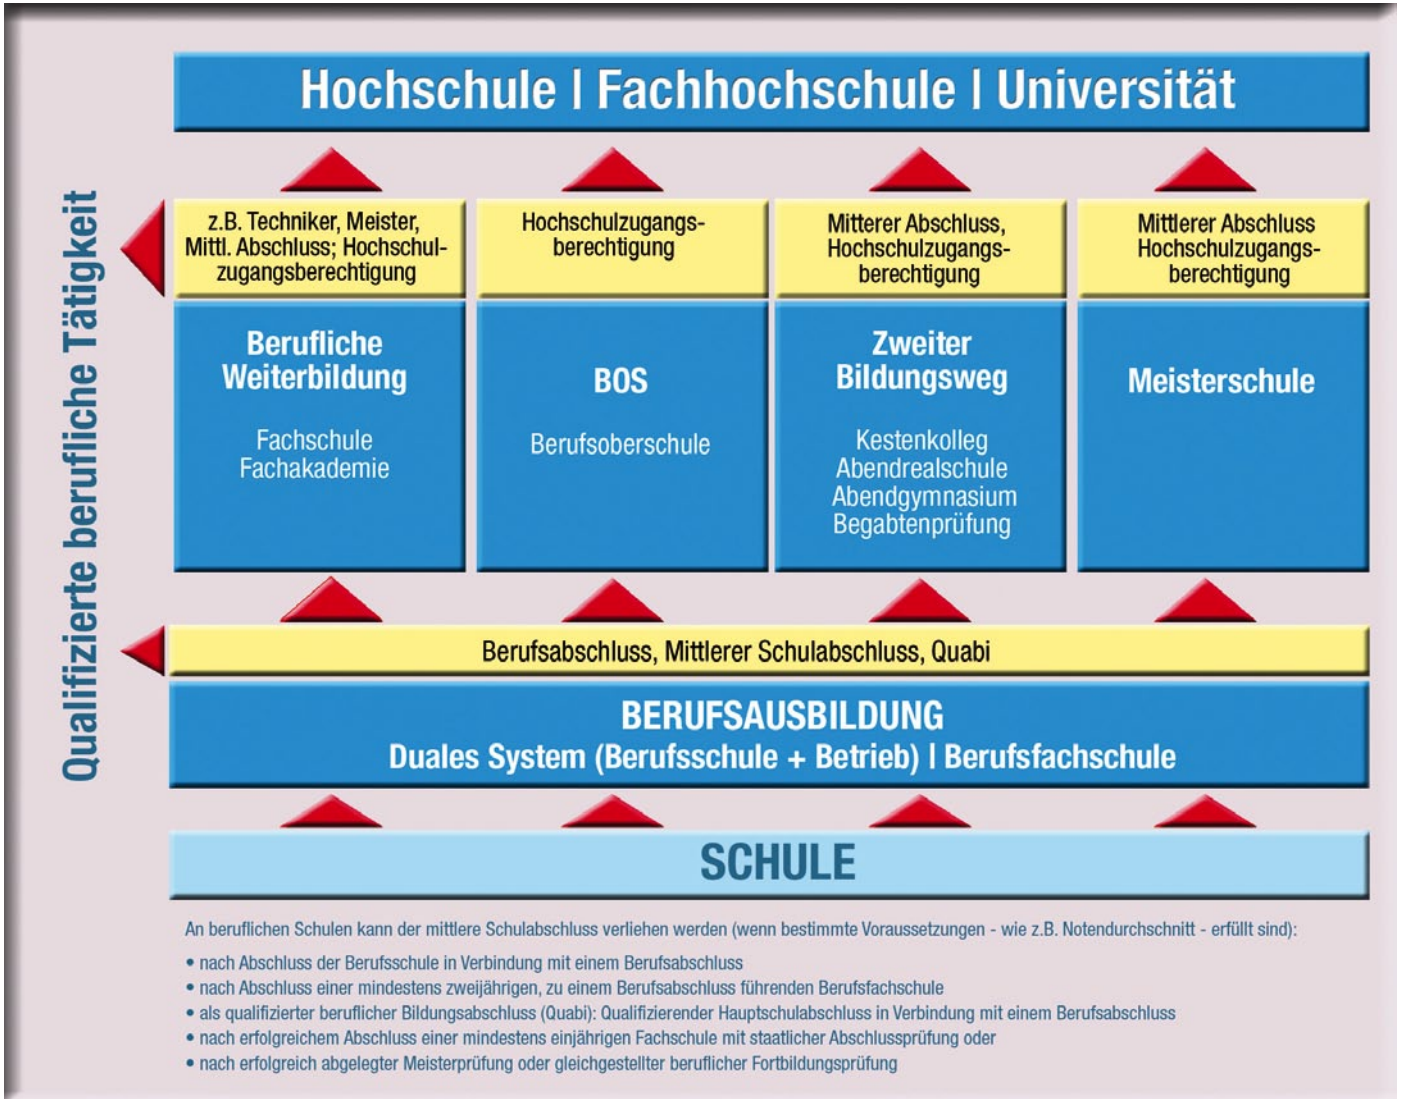 Hochschule | Fachhochschule | Universität
Qualifizierte berufliche Tätigkeit
z.B. Techniker, Meister,
Mittl. Abschluss; Hochschul-
zugangsberechtigung
Hochschulzugangs-
berechtigung
Mitterer Abschluss,
Hochschulzugangs-
berechtigung
Mittlerer Abschluss
Hochschulzugangs-
berechtigung
Berufliche
Weiterbildung
Fachschule
Fachakademie
BOS
Berufsoberschule
Zweiter
Bildungsweg
Kestenkolleg
Abendrealschule
Abendgymnasium
Begabtenprüfung
Meisterschule
Berufsabschluss, Mittlerer Schulabschluss, Quabi
BERUFSAUSBILDUNG
Duales System (Berufsschule + Betrieb) | Berufsfachschule
SCHULE
An beruflichen Schulen kann der mittlere Schulabschluss verliehen werden (wenn bestimmte Voraussetzungen - wie z.B. Notendurchschnitt - erfüllt sind):
• nach Abschluss der Berufsschule in Verbindung mit einem Berufsabschluss
• nach Abschluss einer mindestens zweijährigen, zu einem Berufsabschluss führenden Berufsfachschule
• als qualifizierter beruflicher Bildungsabschluss (Quabi): Qualifizierender Hauptschulabschluss in Verbindung mit einem Berufsabschluss
• nach erfolgreichem Abschluss einer mindestens einjährigen Fachschule mit staatlicher Abschlussprüfung oder
• nach erfolgreich abgelegter Meisterprüfung oder gleichgestellter beruflicher Fortbildungsprüfung